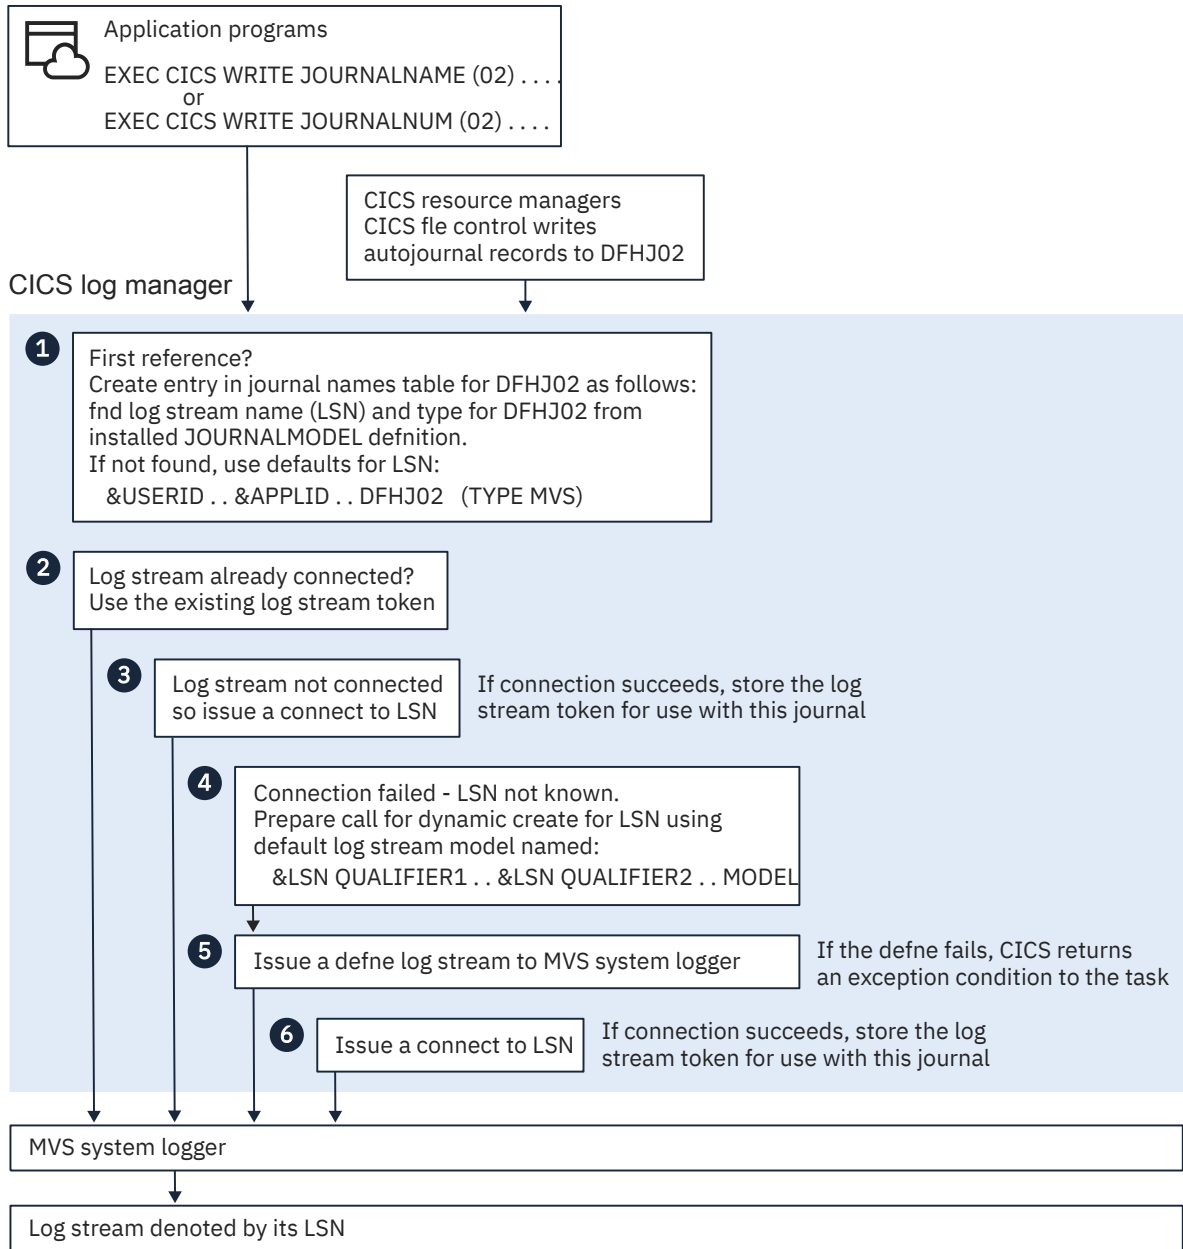 Application programs
EXEC CICS WRITE JOURNALNAME (02) . . . .
or
EXEC CICS WRITE JOURNALNUM (02) . . . .
CICS resource managers
CICS fle control writes
autojournal records to DFHJ02
CICS log manager
1
First reference?
Create entry in journal names table for DFHJ02 as follows:
fnd log stream name (LSN) and type for DFHJ02 from
installed JOURNALMODEL defnition.
If not found, use defaults for LSN:
&USERID . . &APPLID . . DFHJ02 (TYPE MVS)
2
Log stream already connected?
Use the existing log stream token
3
Log stream not connected
so issue a connect to LSN
If connection succeeds, store the log
stream token for use with this journal
4
Connection failed - LSN not known.
Prepare call for dynamic create for LSN using
default log stream model named:
&LSN QUALIFIER1 . . &LSN QUALIFIER2 . . MODEL
5
Issue a defne log stream to MVS system logger
If the defne fails, CICS returns
an exception condition to the task
6
Issue a connect to LSN
If connection succeeds, store the log
stream token for use with this journal
MVS system logger
Log stream denoted by its LSN